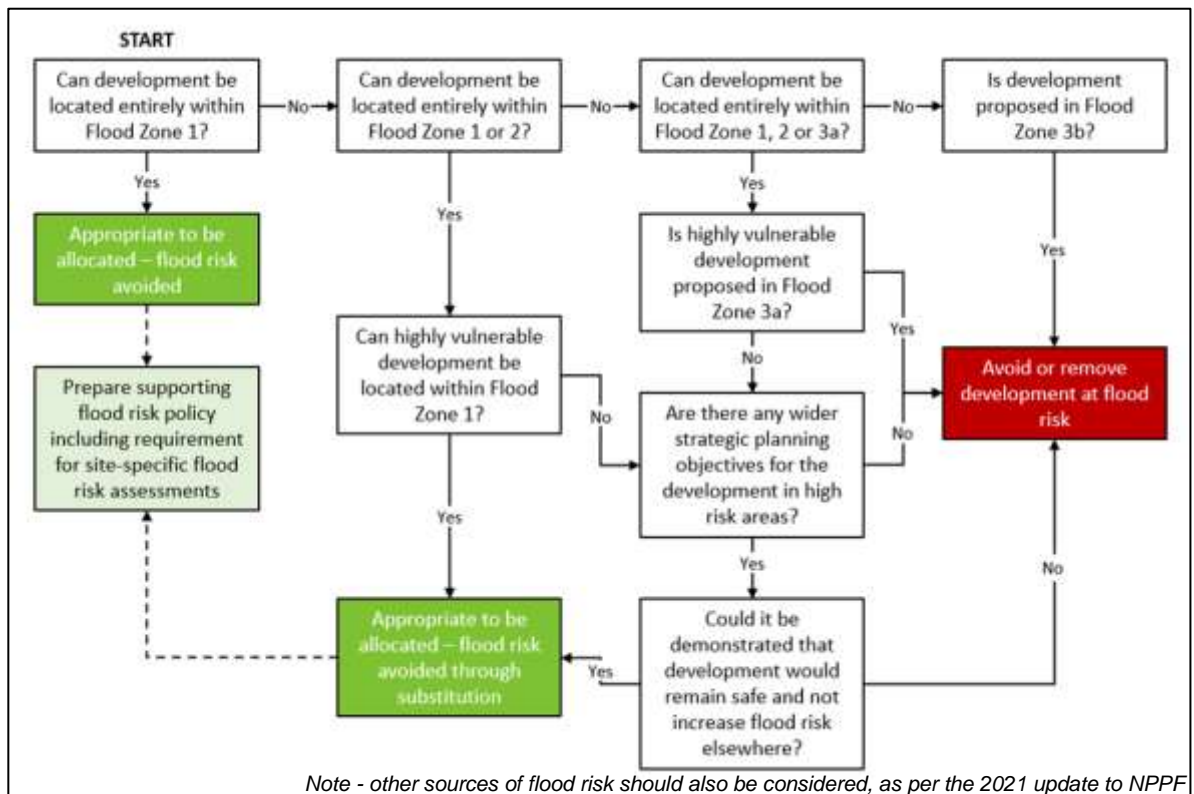 START
Can development be
located entirely within
Flood Zone 1?
No
Can development be
located entirely within
Flood Zone 1 or 2?
No
Can development be
located entirely within
Flood Zone 1, 2 or 3a?
No
Is development
proposed in Flood
Zone 3b?
Yes
Appropriate to be
allocated – flood risk
avoided
Yes
Yes
Is highly vulnerable
development
proposed in Flood
Zone 3a?
Yes
Yes
Can highly vulnerable
development be
located within Flood
Zone 1?
No
No
Prepare supporting
flood risk policy
including requirement
for site-specific flood
risk assessments
Are there any wider
strategic planning
objectives for the
development in high
risk areas?
No
Avoid or remove
development at flood
risk
Yes
Yes
No
Appropriate to be
allocated – flood risk
avoided through
substitution
Yes
Could it be
demonstrated that
development would
remain safe and not
increase flood risk
elsewhere?
Note - other sources of flood risk should also be considered, as per the 2021 update to NPPF